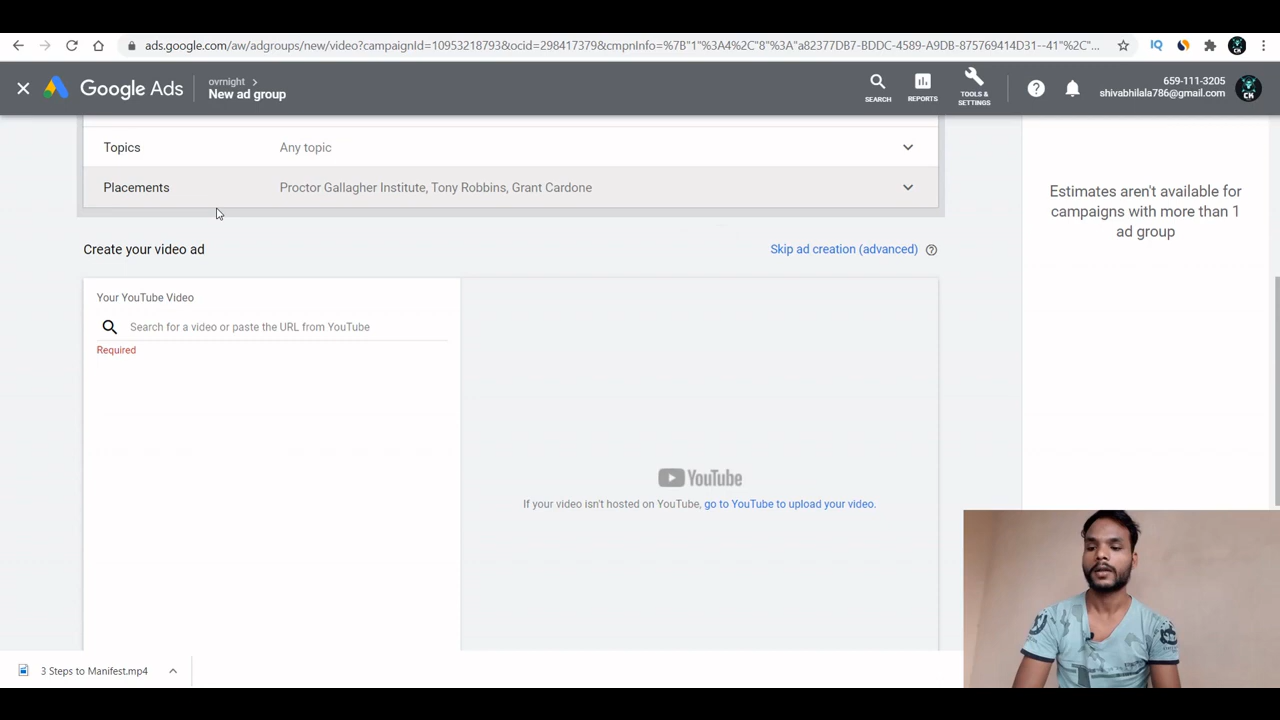 ads.google.com/aw/adgroups/new/video?campaignId=10953218793&ocid=298417379&cmpnInfo=%7B"1"%3A4%2C"8"%3A"a82377DB7-BDDC-4589-A9DB-875769414D31--41"%2C"...
IQ
Google Ads
ovrnight >
New ad group
SEARCH
REPORTS
TOOLS &
SETTINGS
659-111-3205
shivabhilala786@gmail.com
CK
Topics Any topic
Placements Proctor Gallagher Institute, Tony Robbins, Grant Cardone
Estimates aren't available for
campaigns with more than 1
ad group
Create your video ad
Skip ad creation (advanced)
Your YouTube Video
Search for a video or paste the URL from YouTube
Required
YouTube
If your video isn't hosted on YouTube, go to YouTube to upload your video.
3 Steps to Manifest.mp4